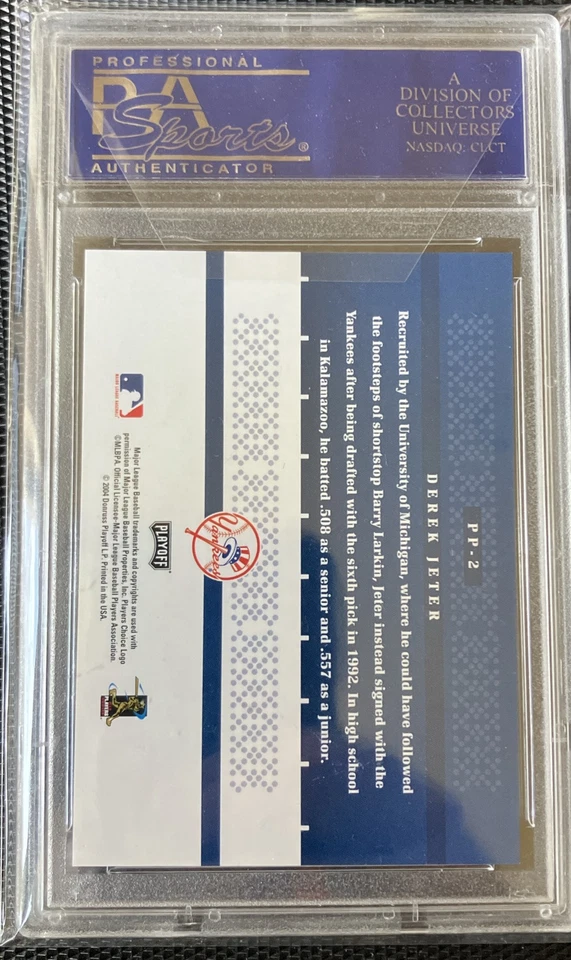 PROFESSIONAL
PSA
Sports®
AUTHENTICATOR
A
DIVISION OF
COLLECTORS
UNIVERSE
NASDAQ: CLCT
PP-2
DEREK JETER
Recruited by the University of Michigan, where he could have followed
the footsteps of shortstop Barry Larkin, Jeter instead signed with the
Yankees after being drafted with the sixth pick in 1992. In high school
in Kalamazoo, he batted .508 as a senior and .557 as a junior.
Yankees
PLAYOFF
MAJOR LEAGUE BASEBALL
Major League Baseball trademarks and copyrights are used with
permission of Major League Baseball Properties, Inc. Players Choice Logo
©MLBPA. Official Licensee-Major League Baseball Players Association.
© 2004 Donruss Playoff L.P. Printed in the USA.
PLAYERS